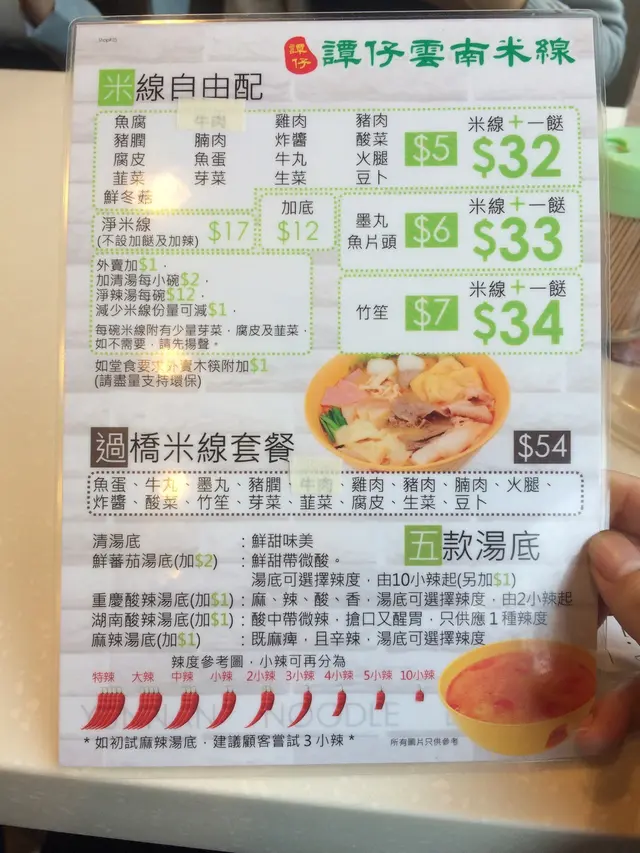 譚仔
譚仔雲南米線
米線自由配
魚腐 牛肉 雞肉 豬肉
豬膶 腩肉 炸醬 酸菜
腐皮 魚蛋 牛丸 火腿
韮菜 芽菜 生菜 豆卜
鮮冬菇
$5 米線+一餸 $32
淨米線
(不設加餸及加辣) $17
加底
$12
墨丸
魚片頭
$6 米線+一餸 $33
外賣加$1，
加清湯每小碗$2，
淨辣湯每碗$12，
減少米線份量可減$1，
每碗米線附有少量芽菜，腐皮及韮菜，
如不需要，請先揚聲。
竹笙 $7 米線+一餸 $34
如堂食要求外賣木筷附加$1
(請盡量支持環保)
過橋米線套餐 $54
魚蛋、牛丸、墨丸、豬膶、牛肉、雞肉、豬肉、腩肉、火腿、
炸醬、酸菜、竹笙、芽菜、韮菜、腐皮、生菜、豆卜
五款湯底
清湯底 ：鮮甜味美
鮮蕃茄湯底(加$2) ：鮮甜帶微酸。
湯底可選擇辣度，由10小辣起(另加$1)
重慶酸辣湯底(加$1)：麻、辣、酸、香，湯底可選擇辣度，由2小辣起
湖南酸辣湯底(加$1)：酸中帶微辣，搶口又醒胃，只供應1種辣度
麻辣湯底(加$1) ：既麻痺，且辛辣，湯底可選擇辣度
辣度參考圖，小辣可再分為
特辣 大辣 中辣 小辣 2小辣 3小辣 4小辣 5小辣 10小辣
* 如初試麻辣湯底，建議顧客嘗試3小辣 *
所有圖片只供參考